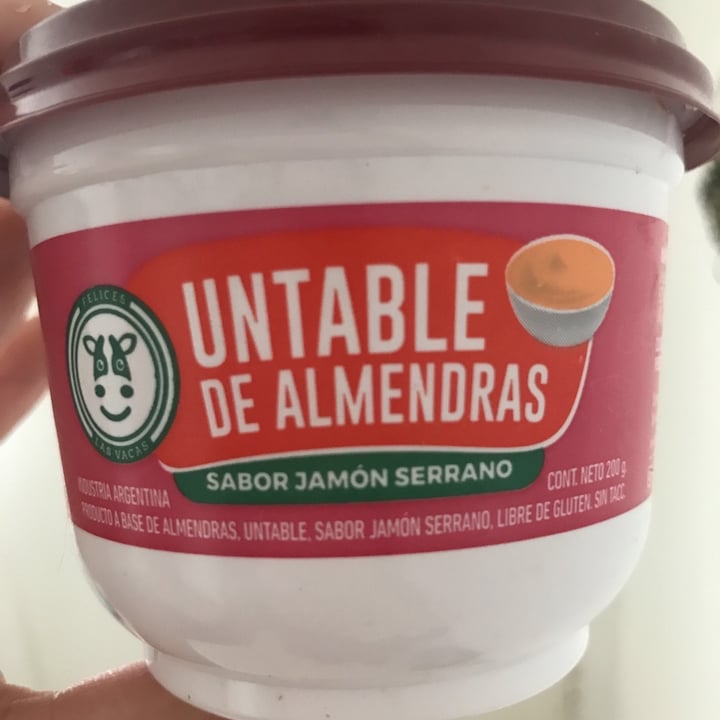 FELICES
LAS VACAS
UNTABLE
DE ALMENDRAS
SABOR JAMÓN SERRANO
INDUSTRIA ARGENTINA
CONT. NETO 200 g.
PRODUCTO A BASE DE ALMENDRAS, UNTABLE, SABOR JAMÓN SERRANO, LIBRE DE GLUTEN. SIN TACC.